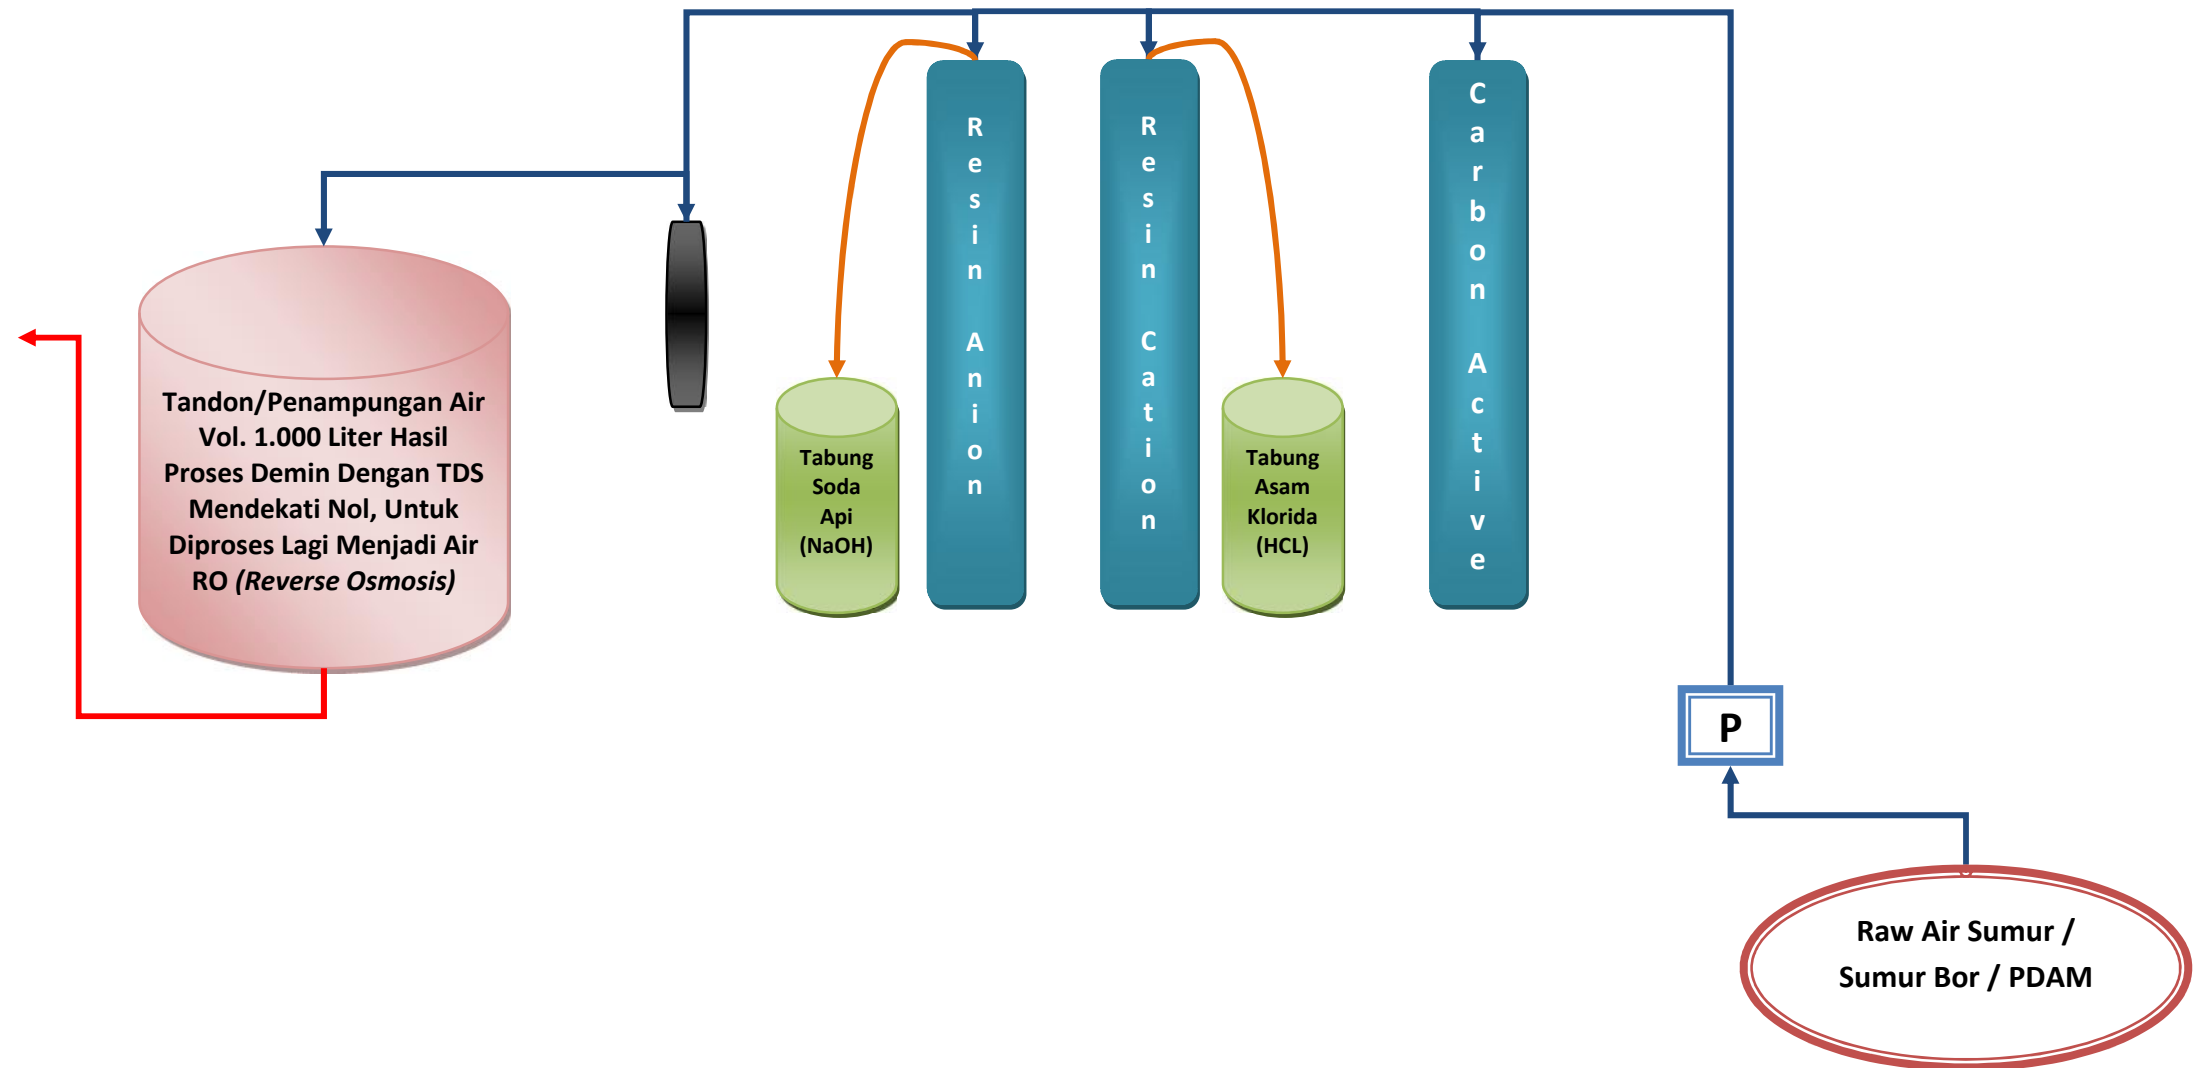 Resin Anion
Resin Cation
Carbon Active
Tandon/Penampungan Air
Vol. 1.000 Liter Hasil
Proses Demin Dengan TDS
Mendekati Nol, Untuk
Diproses Lagi Menjadi Air
RO (Reverse Osmosis)
Tabung
Soda
Api
(NaOH)
Tabung
Asam
Klorida
(HCL)
P
Raw Air Sumur /
Sumur Bor / PDAM